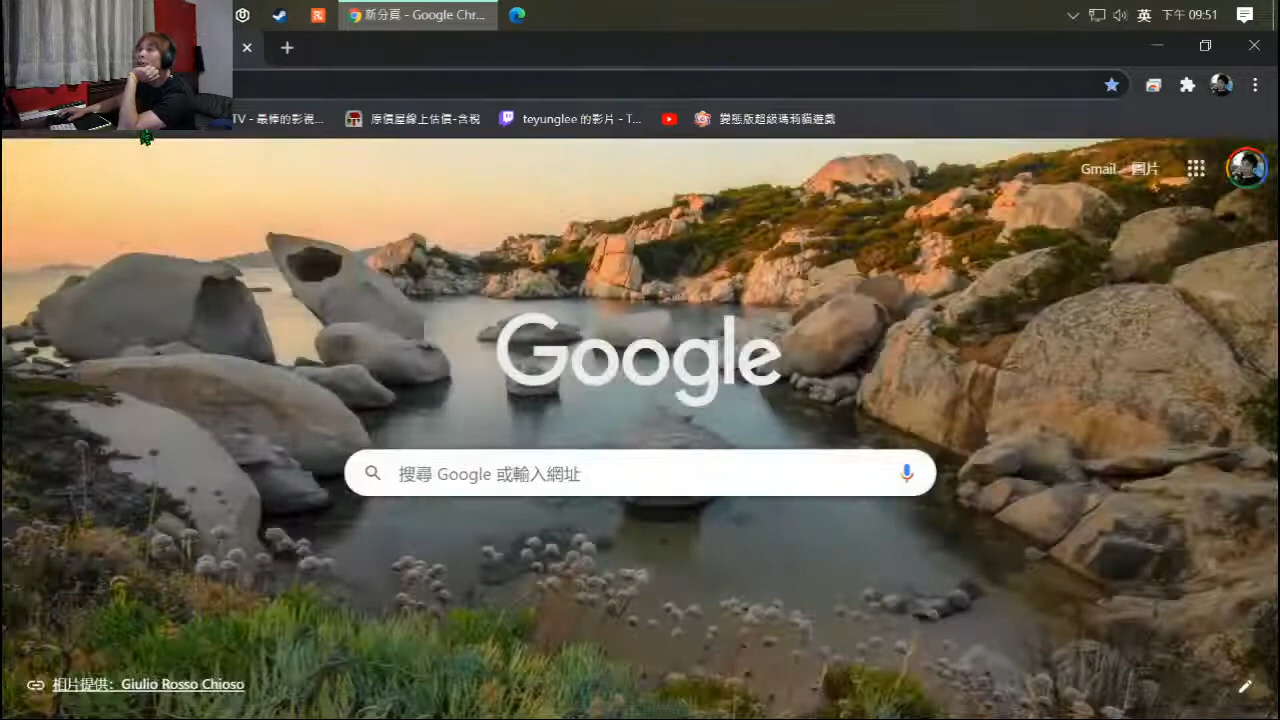 新分頁 - Google Chr...
英
下午 09:51
TV - 最棒的影視...
原價屋線上估價-含稅
teyunglee 的影片 - T...
變態版超級瑪莉貓遊戲
Gmail
圖片
Google
搜尋 Google 或輸入網址
相片提供：Giulio Rosso Chioso